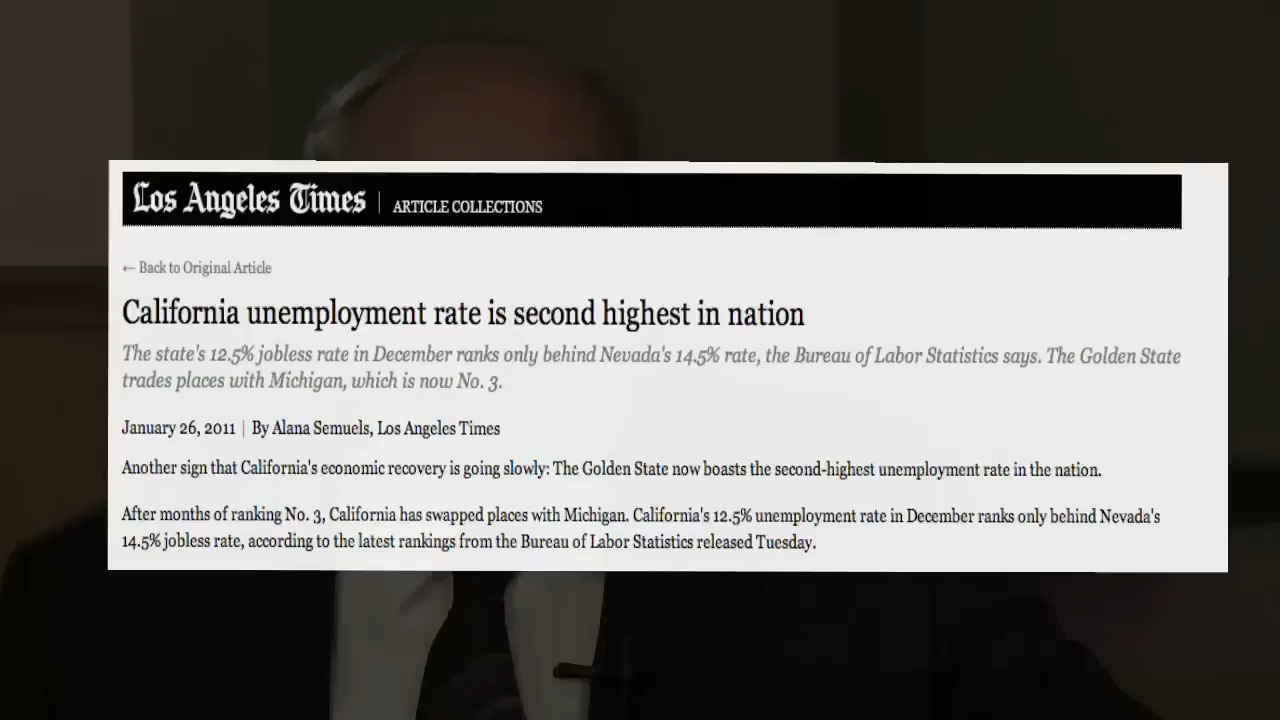 Los Angeles Times | ARTICLE COLLECTIONS
← Back to Original Article
California unemployment rate is second highest in nation
The state's 12.5% jobless rate in December ranks only behind Nevada's 14.5% rate, the Bureau of Labor Statistics says. The Golden State
trades places with Michigan, which is now No. 3.
January 26, 2011 | By Alana Semuels, Los Angeles Times
Another sign that California's economic recovery is going slowly: The Golden State now boasts the second-highest unemployment rate in the nation.
After months of ranking No. 3, California has swapped places with Michigan. California's 12.5% unemployment rate in December ranks only behind Nevada's
14.5% jobless rate, according to the latest rankings from the Bureau of Labor Statistics released Tuesday.